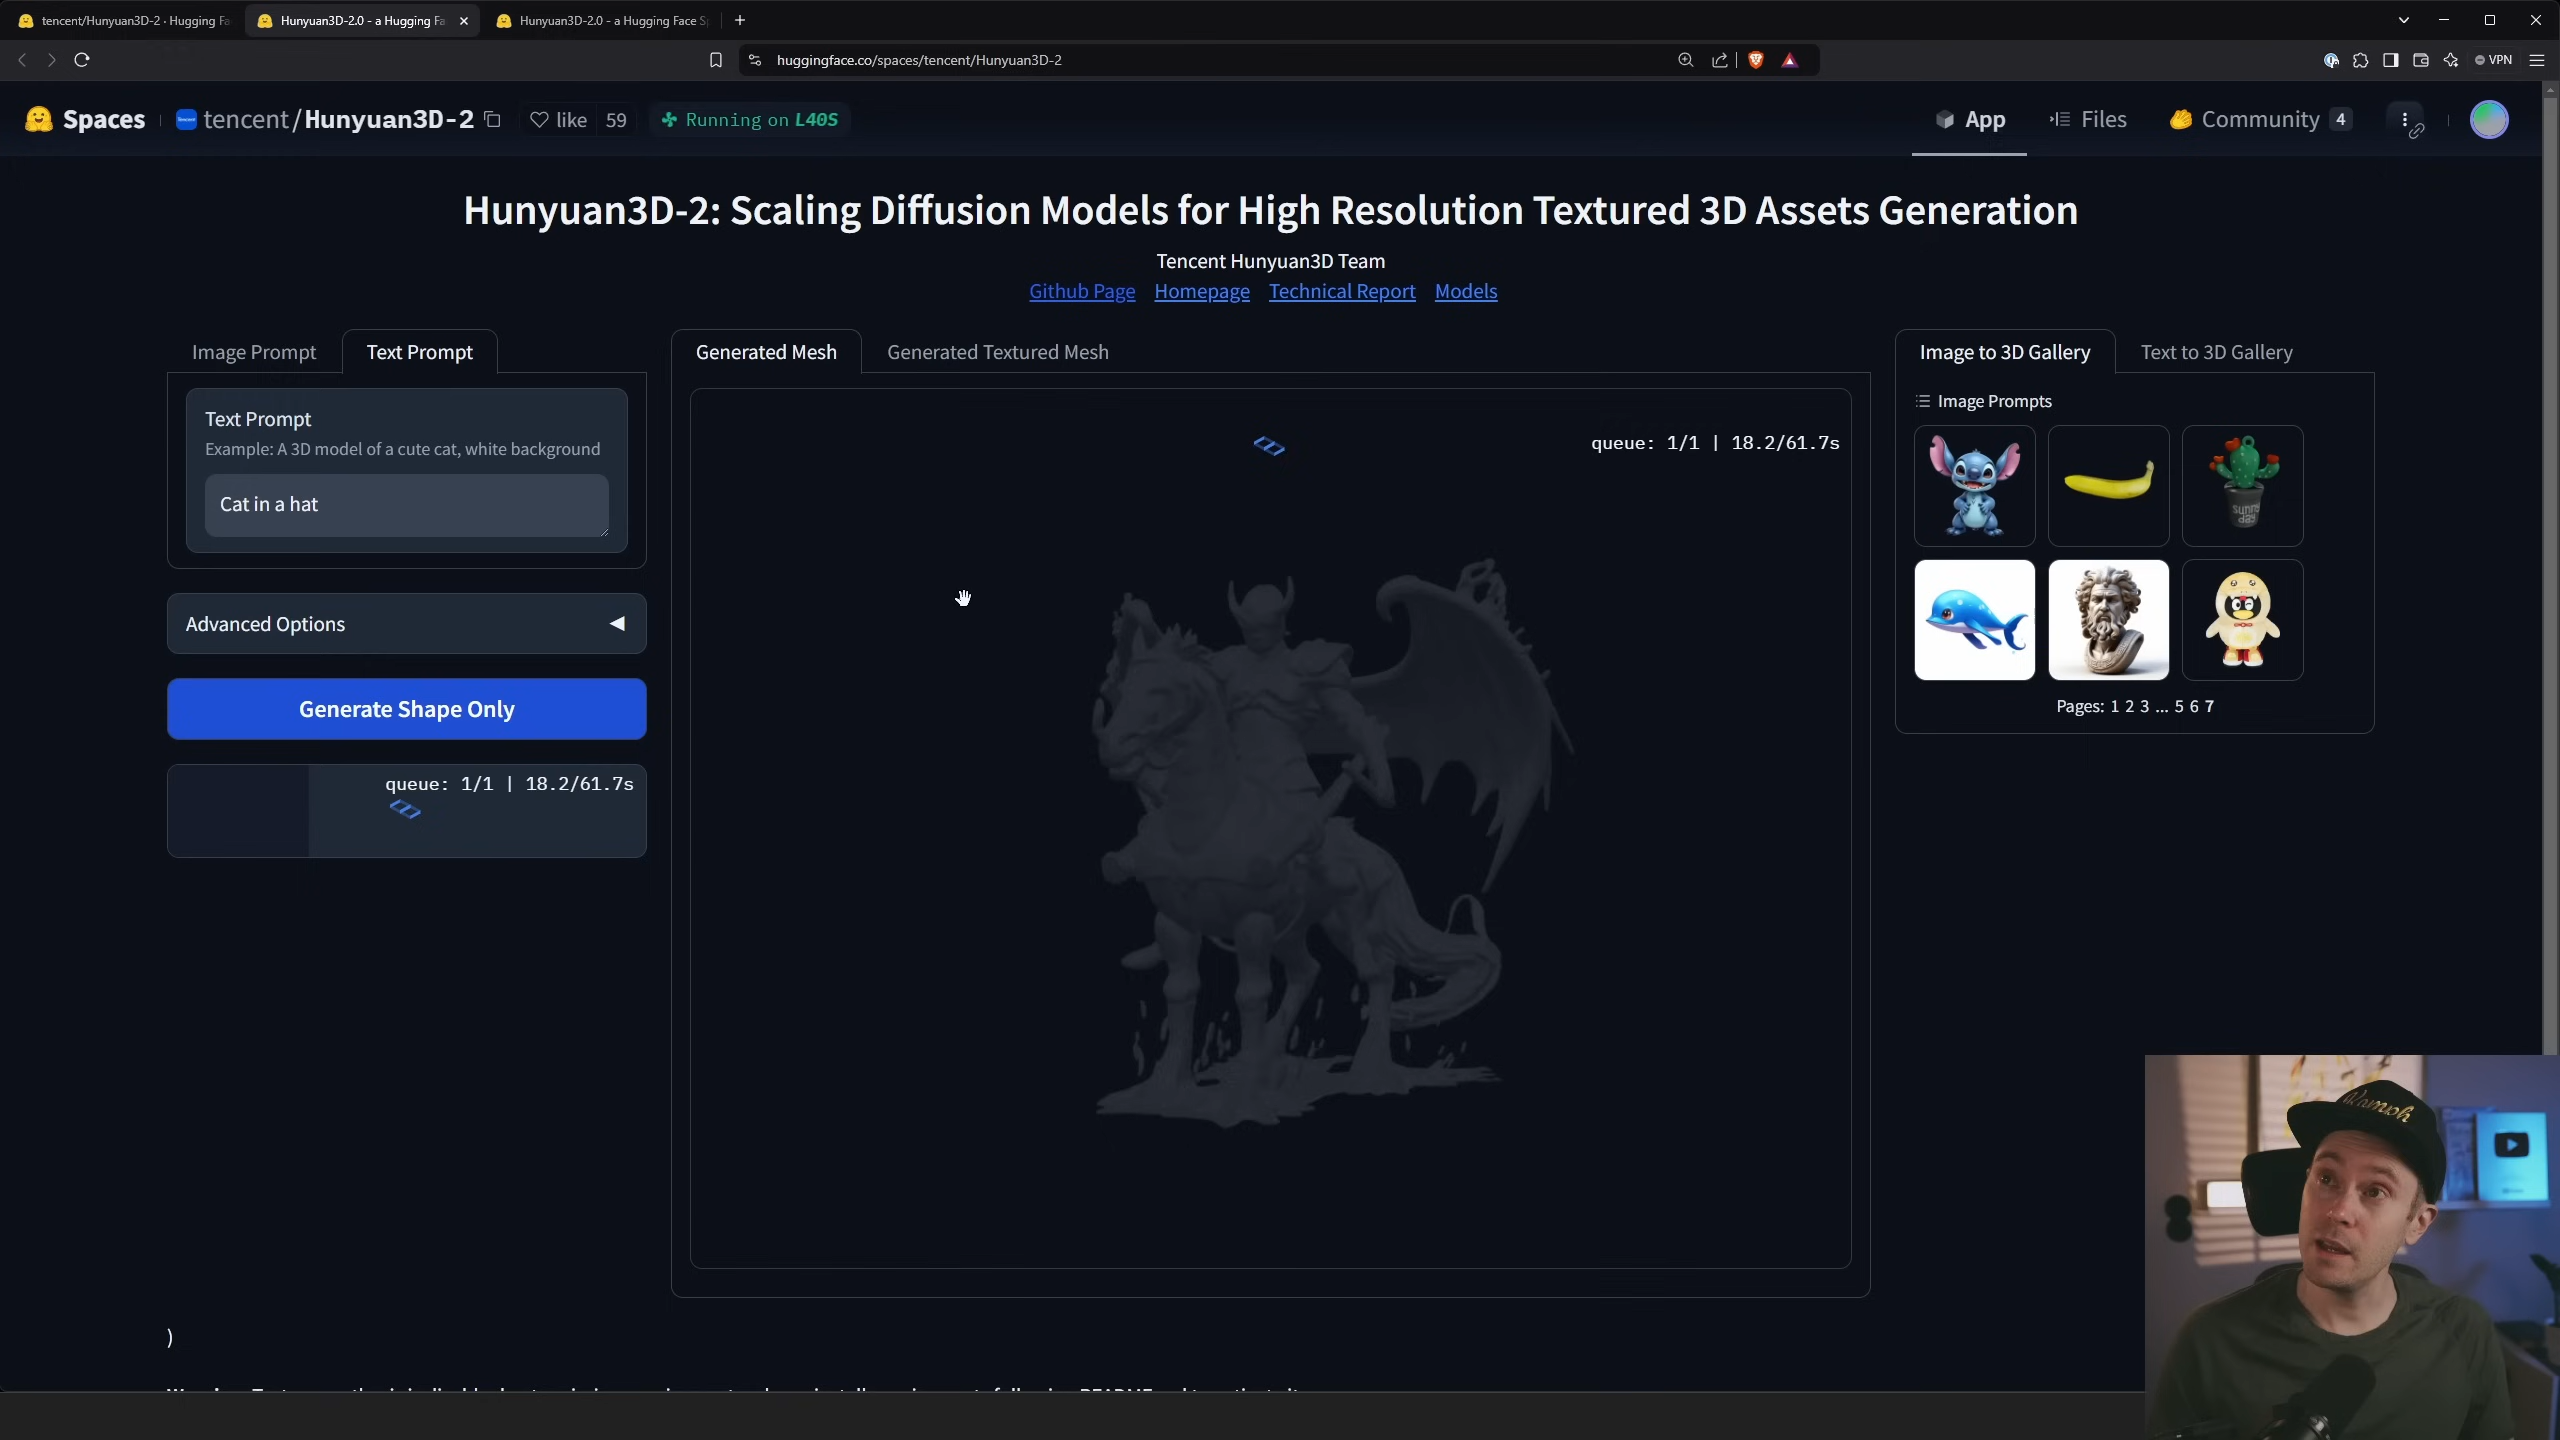 tencent/Hunyuan3D-2 · Hugging Fa
Hunyuan3D-2.0 - a Hugging Fa
Hunyuan3D-2.0 - a Hugging Face S
huggingface.co/spaces/tencent/Hunyuan3D-2
VPN
Spaces
tencent/Hunyuan3D-2
like 59
Running on L40S
App
Files
Community 4
Hunyuan3D-2: Scaling Diffusion Models for High Resolution Textured 3D Assets Generation
Tencent Hunyuan3D Team
Github Page Homepage Technical Report Models
Image Prompt
Text Prompt
Generated Mesh
Generated Textured Mesh
Image to 3D Gallery
Text to 3D Gallery
Text Prompt
Example: A 3D model of a cute cat, white background
Cat in a hat
queue: 1/1 | 18.2/61.7s
Image Prompts
sunny
day
Advanced Options
Generate Shape Only
Pages: 1 2 3 ... 5 6 7
queue: 1/1 | 18.2/61.7s
)